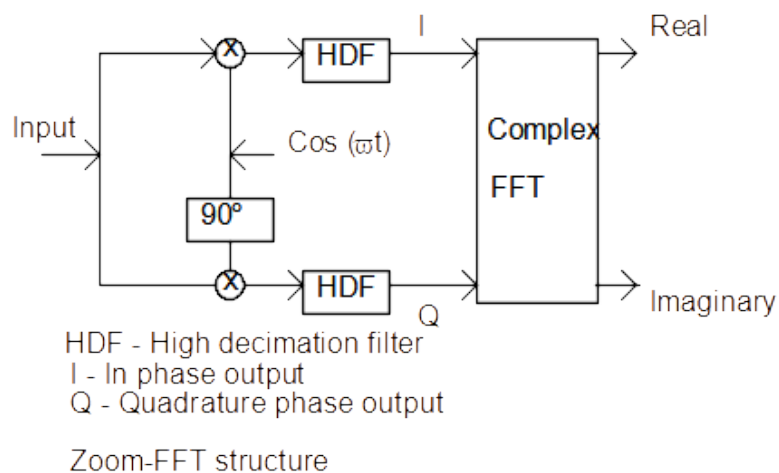 I
Real
X
HDF
Input
Cos (ϖt)
Complex
FFT
90º
X
HDF
Q
Imaginary
HDF - High decimation filter
I - In phase output
Q - Quadrature phase output
Zoom-FFT structure